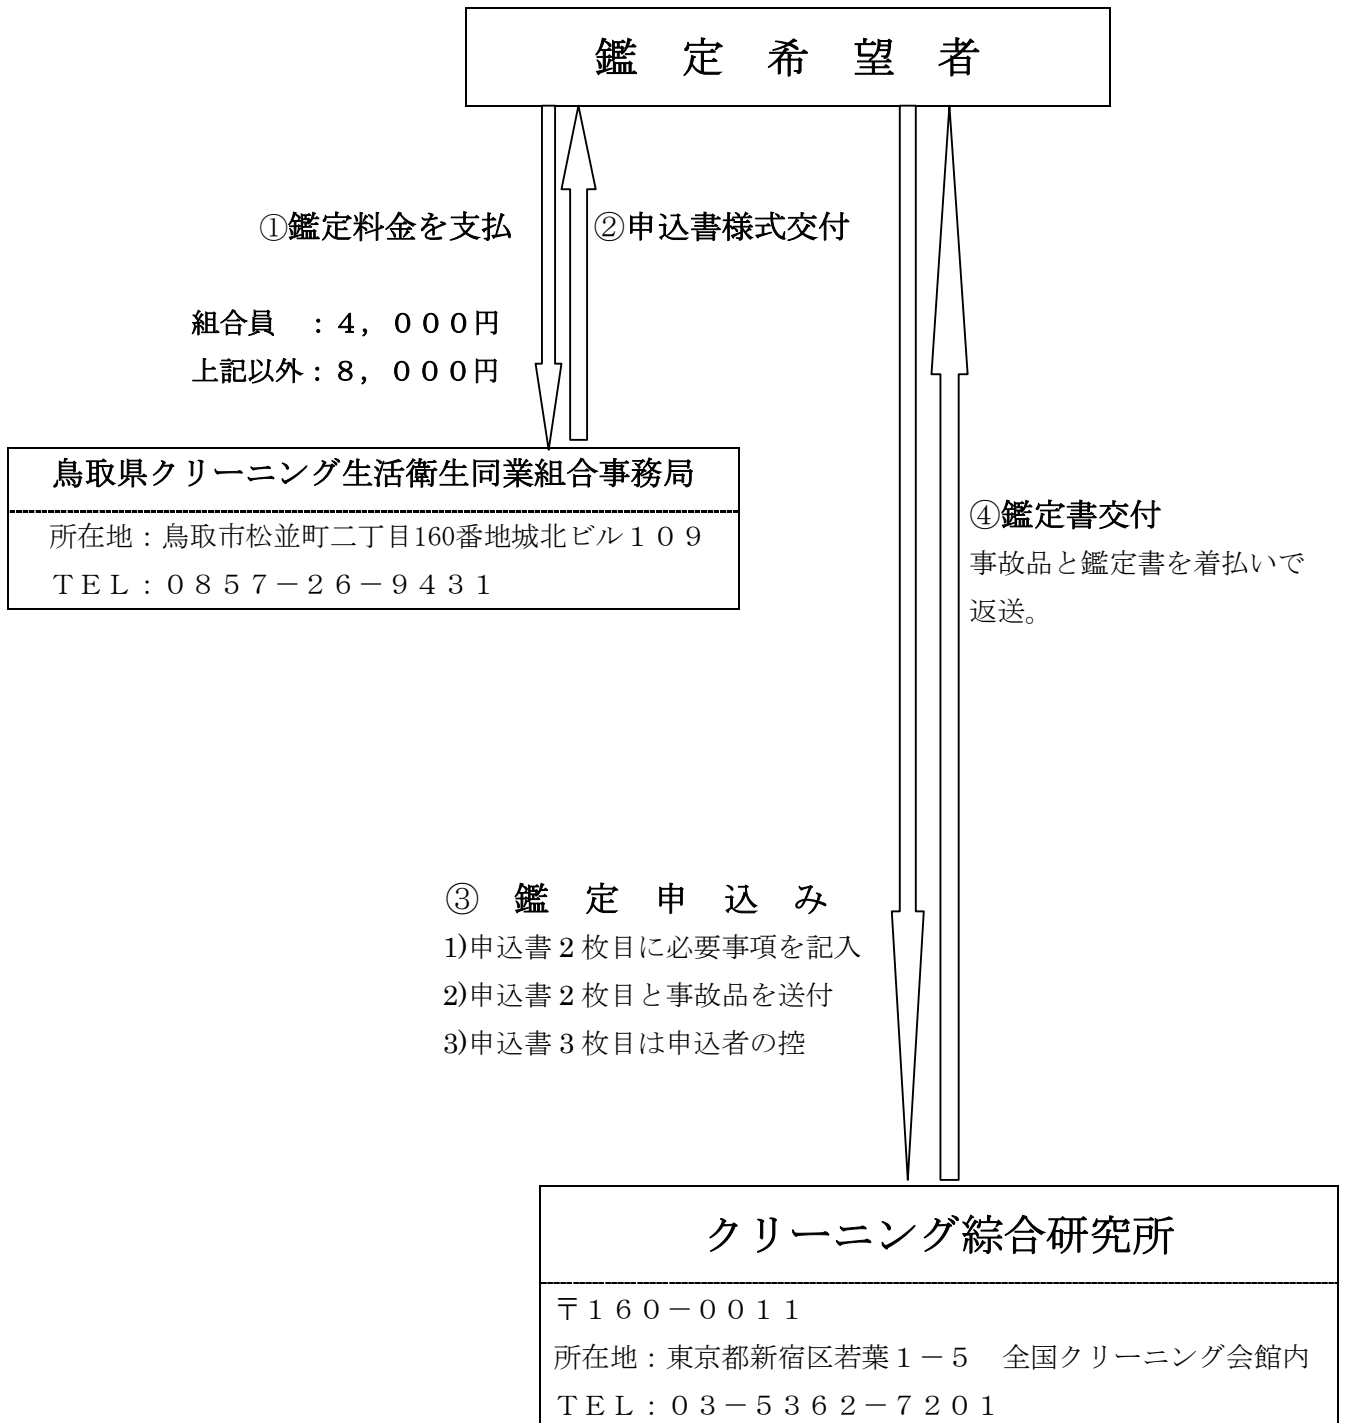 鑑　定　希　望　者
①鑑定料金を支払
②申込書様式交付
組合員　：４，０００円
上記以外：８，０００円
鳥取県クリーニング生活衛生同業組合事務局
所在地：鳥取市松並町二丁目160番地城北ビル１０９
ＴＥＬ：０８５７－２６－９４３１
④鑑定書交付
事故品と鑑定書を着払いで
返送。
③　鑑　定　申　込　み
1)申込書２枚目に必要事項を記入
2)申込書２枚目と事故品を送付
3)申込書３枚目は申込者の控
クリーニング綜合研究所
〒１６０－００１１
所在地：東京都新宿区若葉１－５　全国クリーニング会館内
ＴＥＬ：０３－５３６２－７２０１